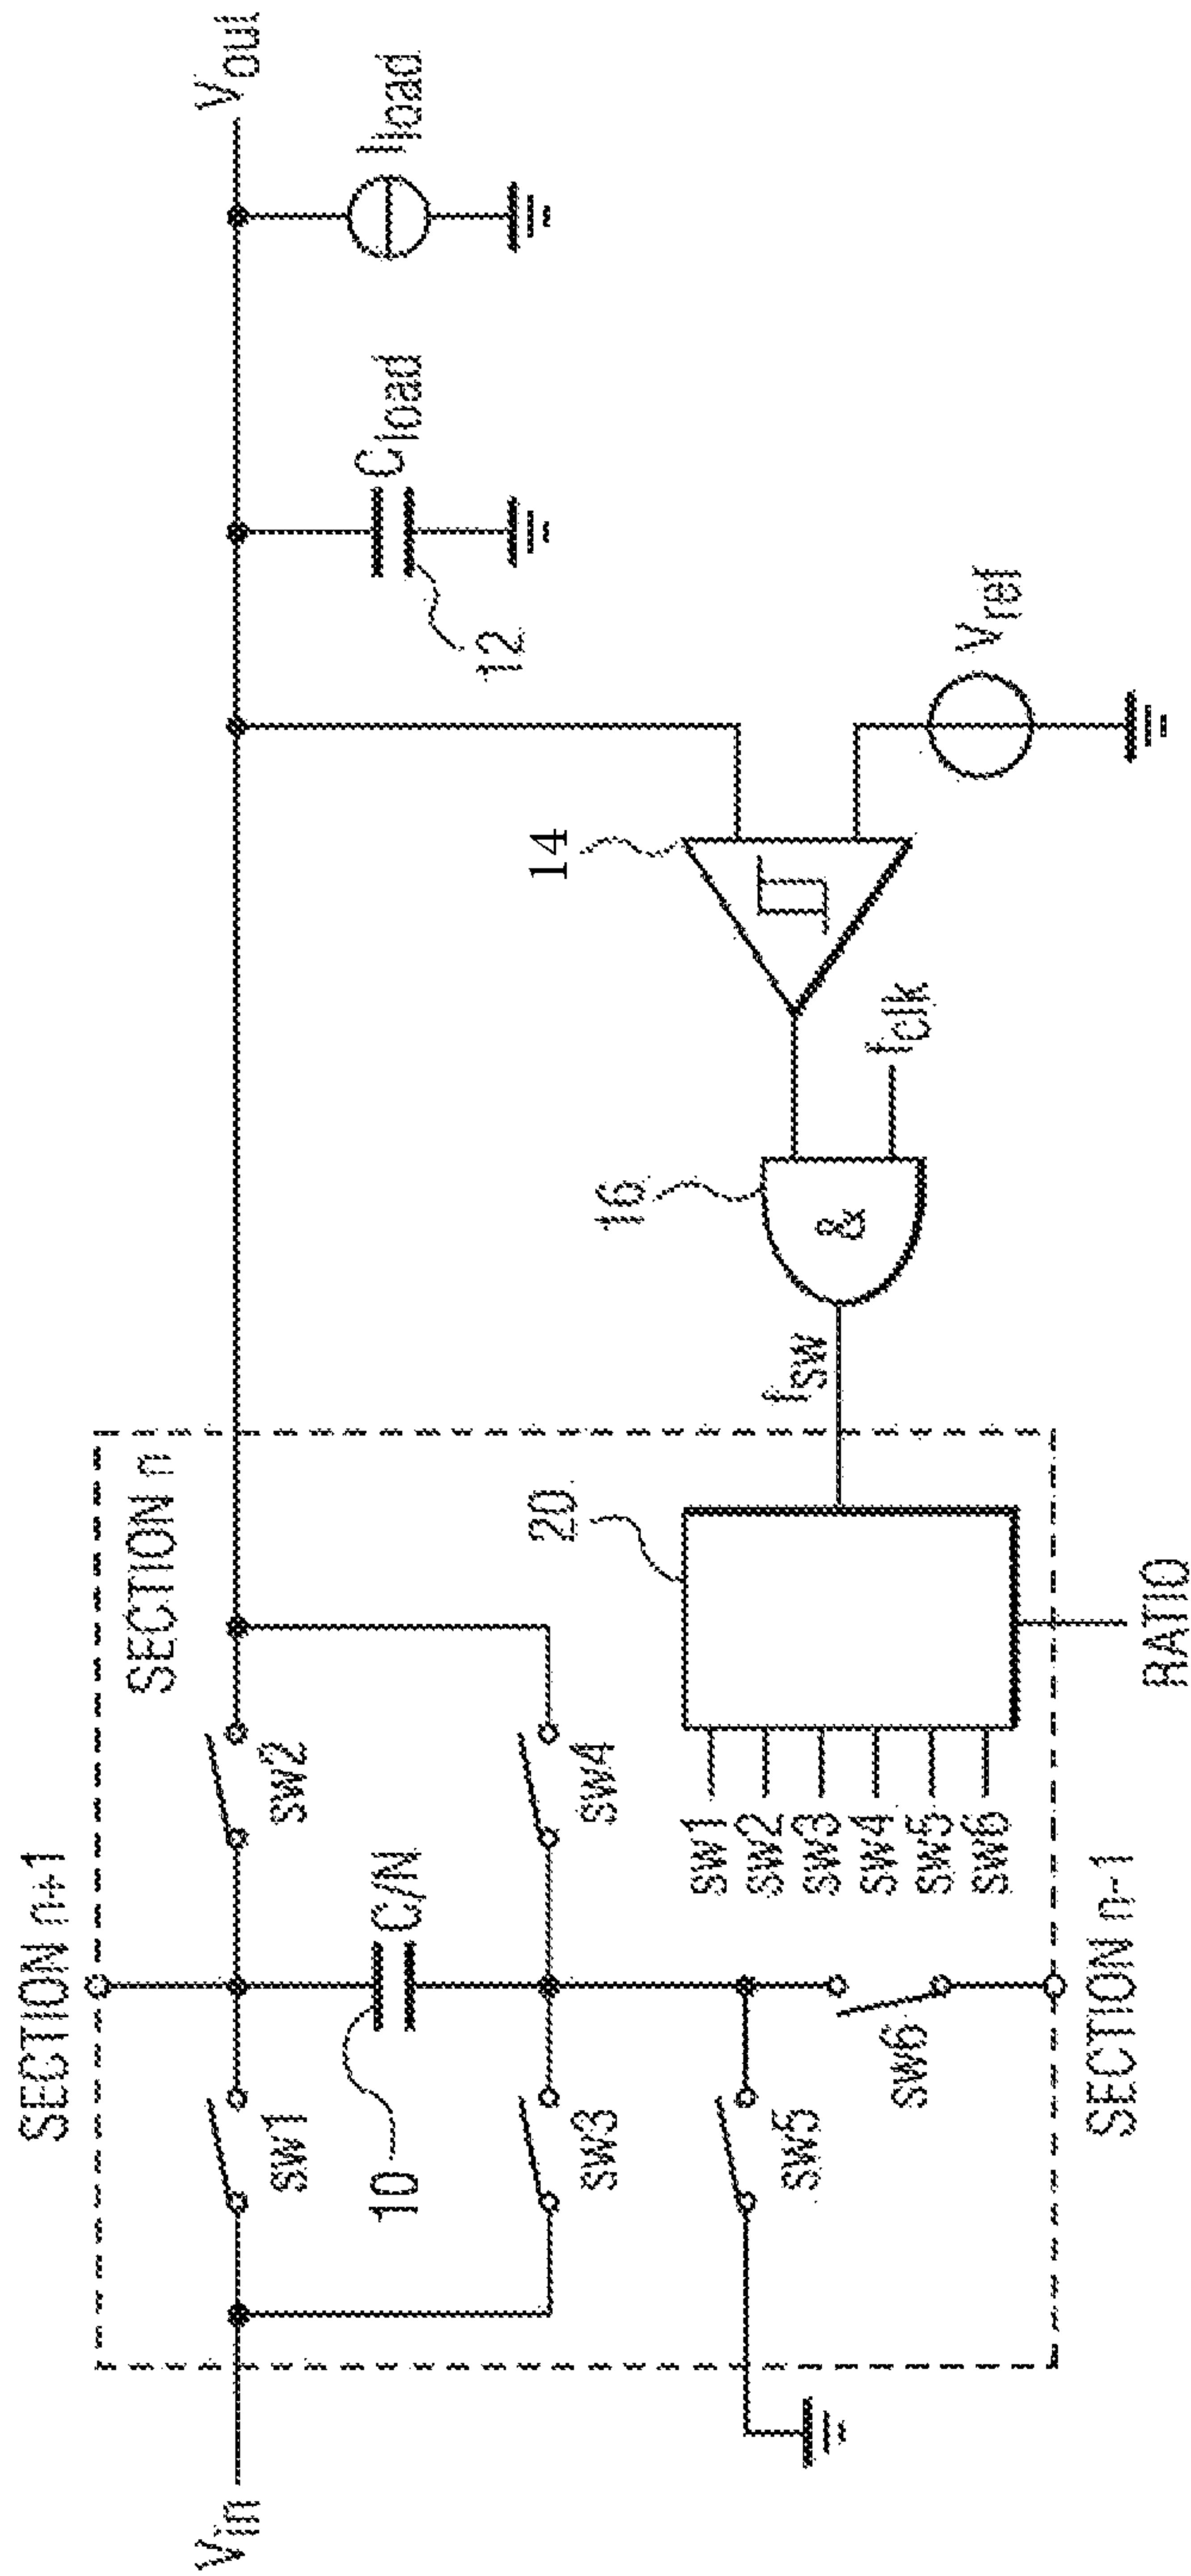 SECTION n+1
SECTION n
Vin
sw1
sw2
Vout
10
C/N
Cload
Iload
12
sw3
sw4
sw5
sw6
sw1
sw2
sw3
sw4
sw5
sw6
20
fsw
16
&
fclk
14
Vref
SECTION n-1
RATIO